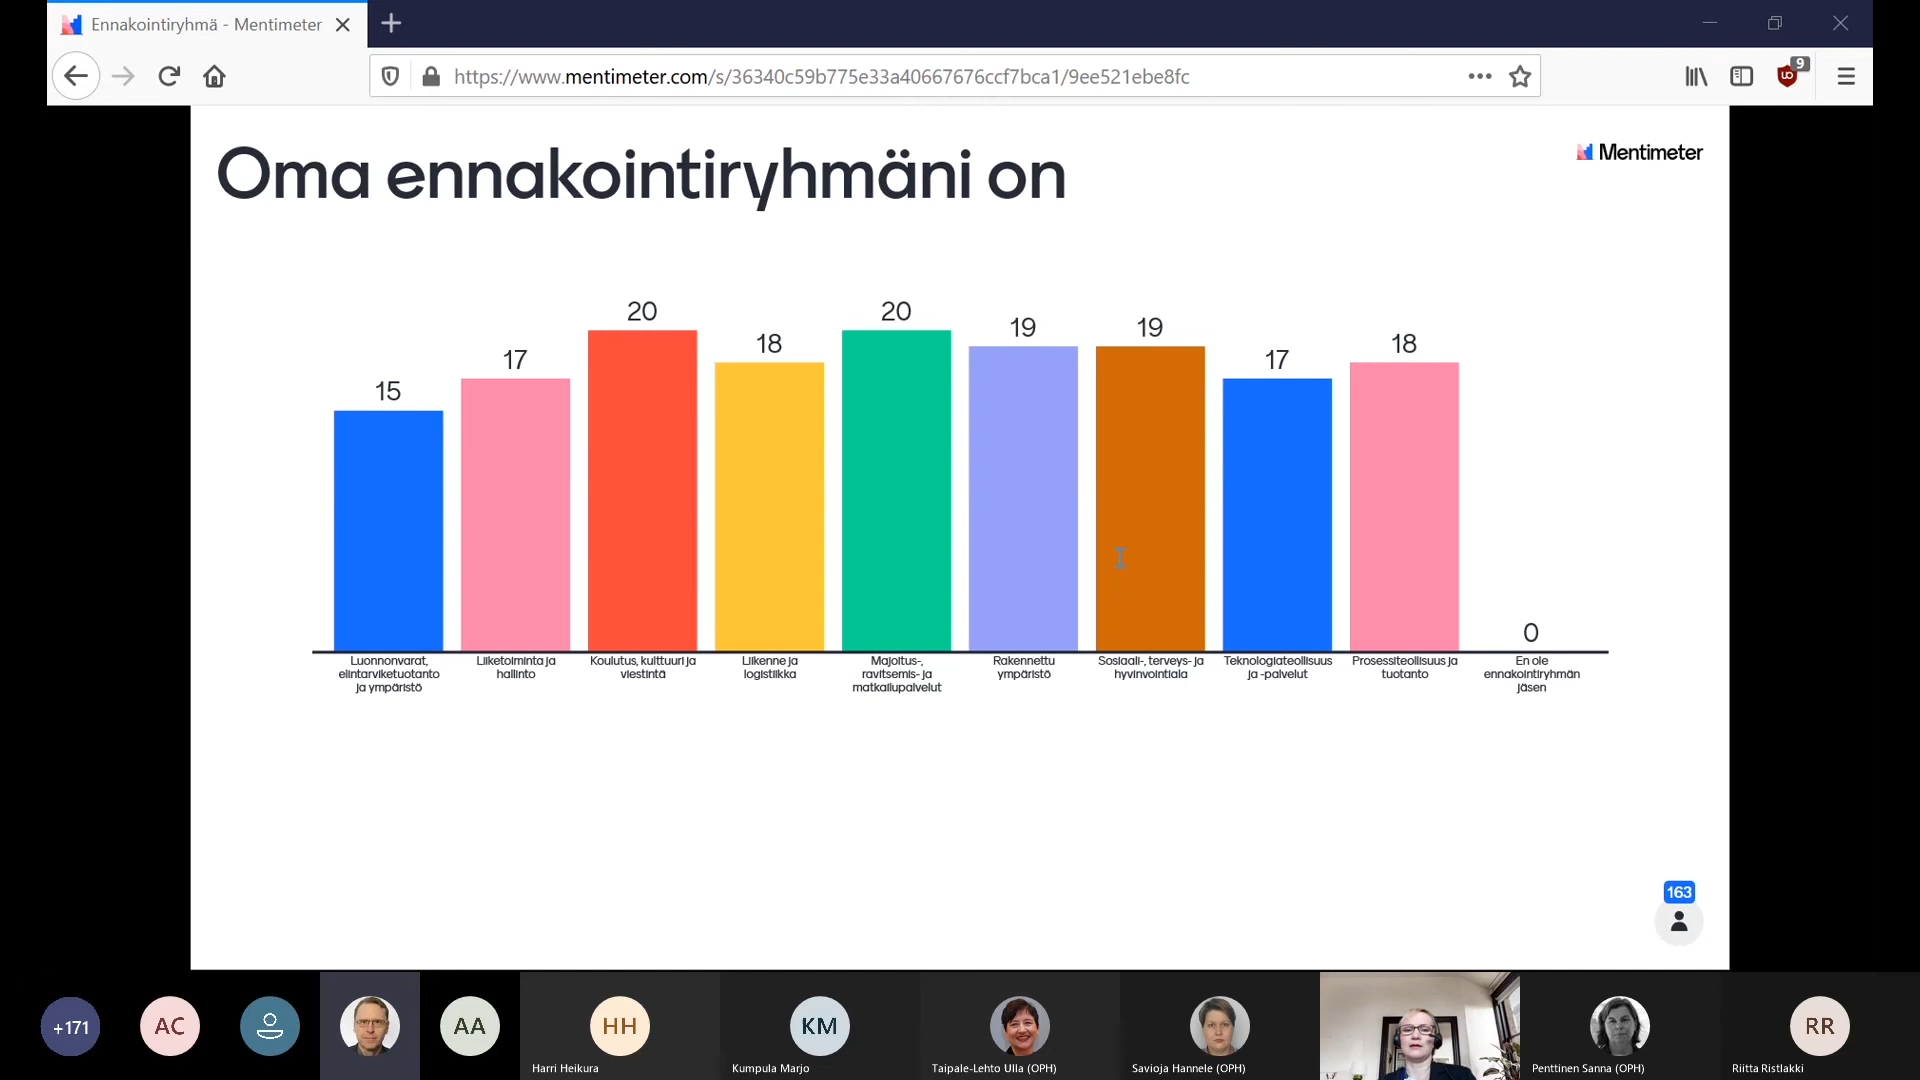 Ennakointiryhmä - Mentimeter
https://www.mentimeter.com/s/36340c59b775e33a40667676ccf7bca1/9ee521ebe8fc
9
Oma ennakointiryhmäni on
Mentimeter
15
17
20
18
20
19
19
17
18
0
Luonnonvarat,
elintarviketuotanto
ja ympäristö
Liiketoiminta ja
hallinto
Koulutus, kulttuuri ja
viestintä
Liikenne ja
logistiikka
Majoitus-,
ravitsemis- ja
matkailupalvelut
Rakennettu
ympäristö
Sosiaali-, terveys- ja
hyvinvointiala
Teknologiateollisuus
ja -palvelut
Prosessiteollisuus ja
tuotanto
En ole
ennakointiryhmän
jäsen
163
+171
AC
AA
HH
Harri Heikura
KM
Kumpula Marjo
Taipale-Lehto Ulla (OPH)
Savioja Hannele (OPH)
Penttinen Sanna (OPH)
RR
Riitta Ristlakki